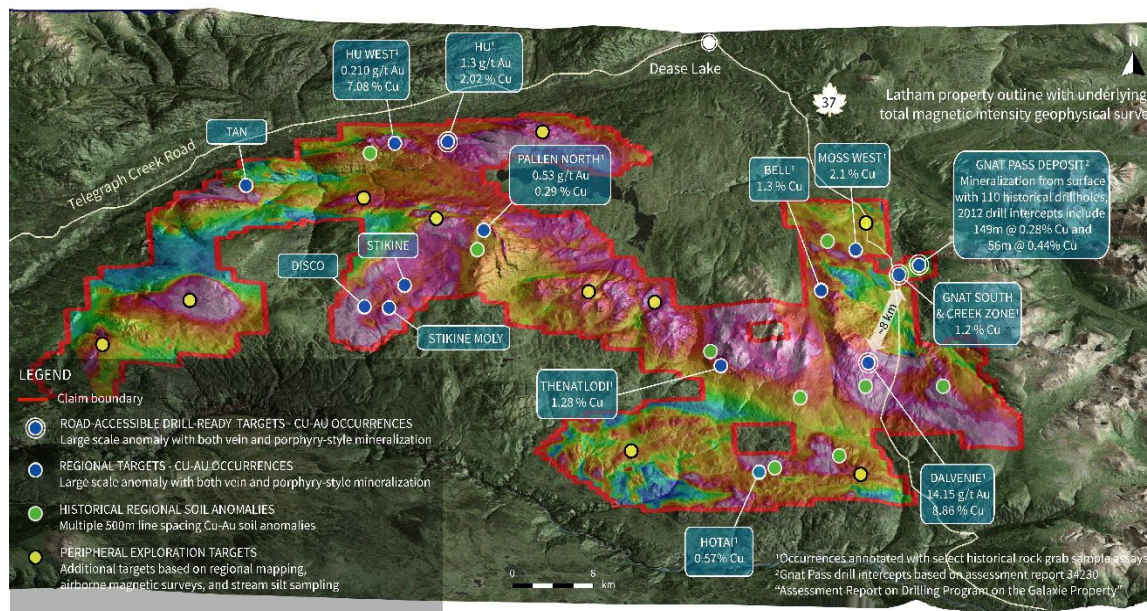 HU WEST¹
0.210 g/t Au
7.08 % Cu
HU¹
1.3 g/t Au
2.02 % Cu
Dease Lake
N
37
Latham property outline with underlying
total magnetic intensity geophysical surve
TAN
Telegraph Creek Road
PALLEN NORTH¹
0.53 g/t Au
0.29 % Cu
BELL¹
1.3 % Cu
MOSS WEST¹
2.1 % Cu
GNAT PASS DEPOSIT²
Mineralization from surface
with 110 historical drillholes,
2012 drill intercepts include
149m @ 0.28% Cu and
56m @ 0.44% Cu
STIKINE
DISCO
STIKINE MOLY
GNAT SOUTH
& CREEK ZONE¹
1.2 % Cu
~8 km
THENATLODI¹
1.28 % Cu
DALVENIE¹
14.15 g/t Au
8.86 % Cu
HOTAI¹
0.57% Cu
LEGEND
Claim boundary
ROAD-ACCESSIBLE DRILL-READY TARGETS - CU-AU OCCURRENCES
Large scale anomaly with both vein and porphyry-style mineralization
REGIONAL TARGETS - CU-AU OCCURRENCES
Large scale anomaly with both vein and porphyry-style mineralization
HISTORICAL REGIONAL SOIL ANOMALIES
Multiple 500m line spacing Cu-Au soil anomalies
PERIPHERAL EXPLORATION TARGETS
Additional targets based on regional mapping,
airborne magnetic surveys, and stream silt sampling
0 8
km
¹Occurrences annotated with select historical rock grab sample assays
²Gnat Pass drill intercepts based on assessment report 34230
"Assessment Report on Drilling Program on the Galaxie Property"